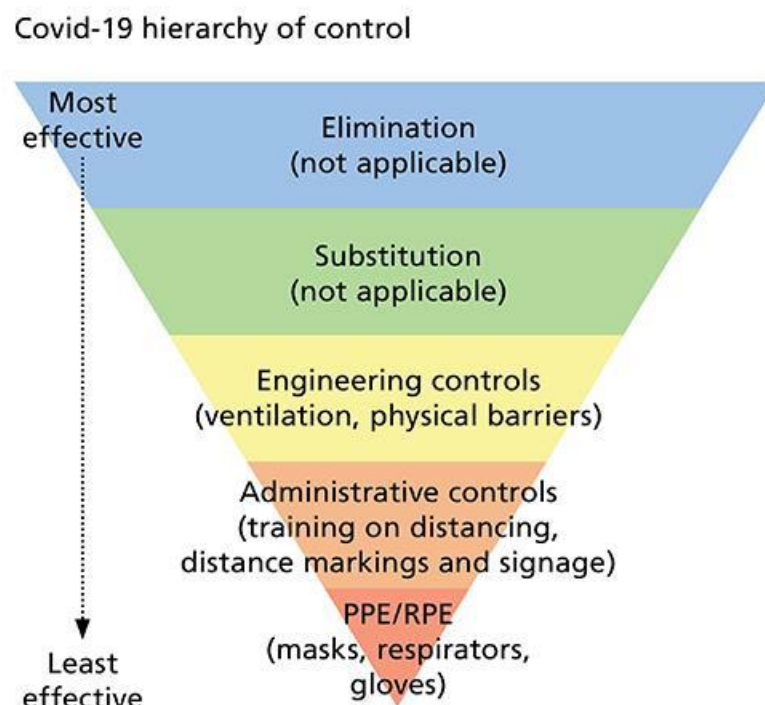 Covid-19 hierarchy of control
Most
effective
Elimination
(not applicable)
Substitution
(not applicable)
Engineering controls
(ventilation, physical barriers)
Administrative controls
(training on distancing,
distance markings and signage)
PPE/RPE
(masks, respirators,
gloves)
Least
effective